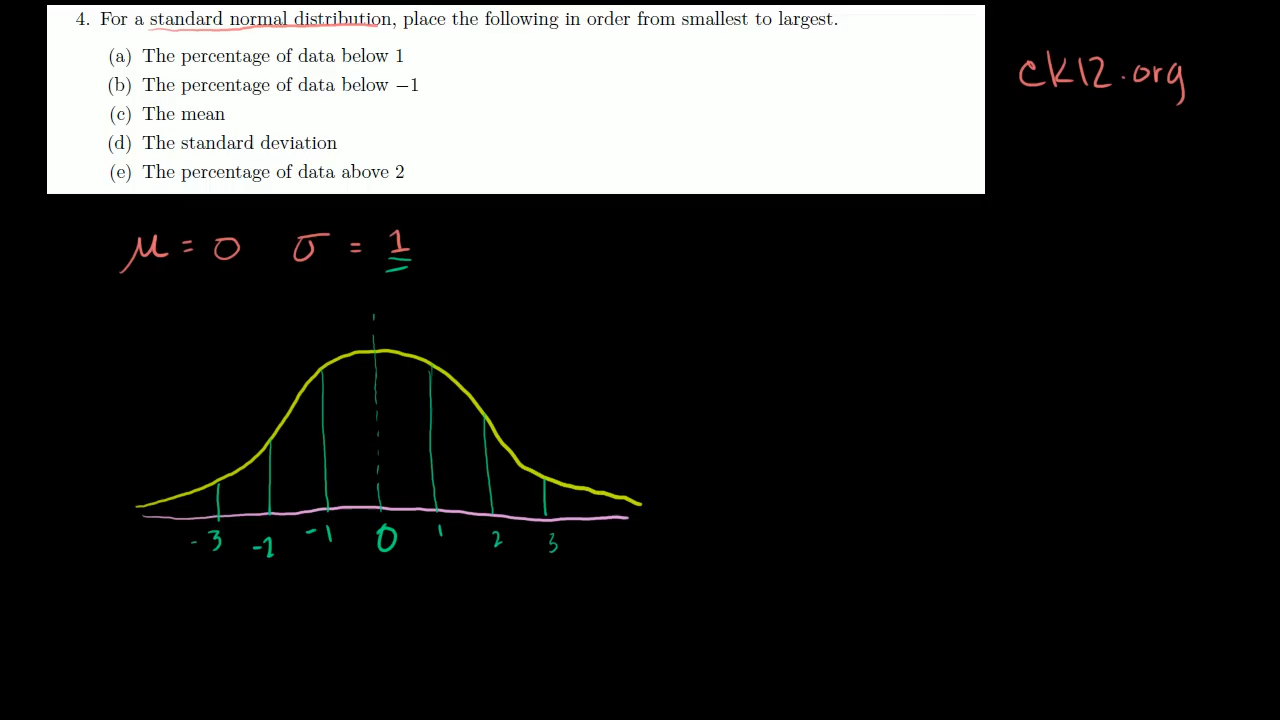 4. For a standard normal distribution, place the following in order from smallest to largest.
(a) The percentage of data below 1
(b) The percentage of data below −1
(c) The mean
(d) The standard deviation
(e) The percentage of data above 2
ck12.org
μ = 0 σ = 1
-3 -2 -1 0 1 2 3